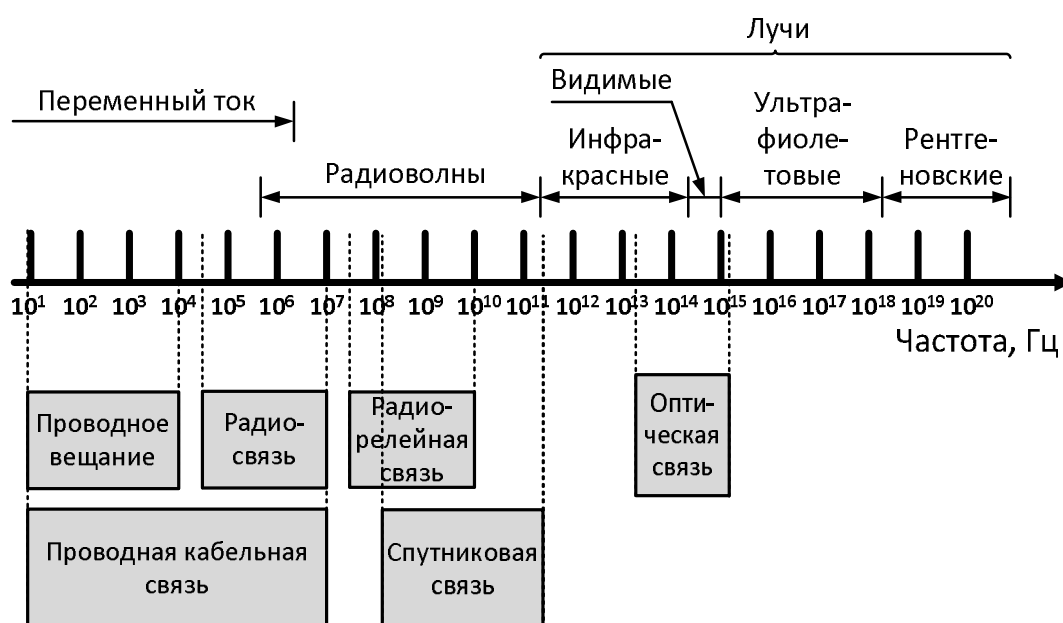 Лучи
Видимые
Переменный ток
Ультра-
фиоле-
товые
Инфра-
красные
Рентге-
новские
Радиоволны
10¹ 10² 10³ 10⁴ 10⁵ 10⁶ 10⁷ 10⁸ 10⁹ 10¹⁰ 10¹¹ 10¹² 10¹³ 10¹⁴ 10¹⁵ 10¹⁶ 10¹⁷ 10¹⁸ 10¹⁹ 10²⁰
Частота, Гц
Проводное
вещание
Радио-
связь
Радио-
релейная
связь
Опти-
ческая
связь
Проводная кабельная
связь
Спутниковая
связь